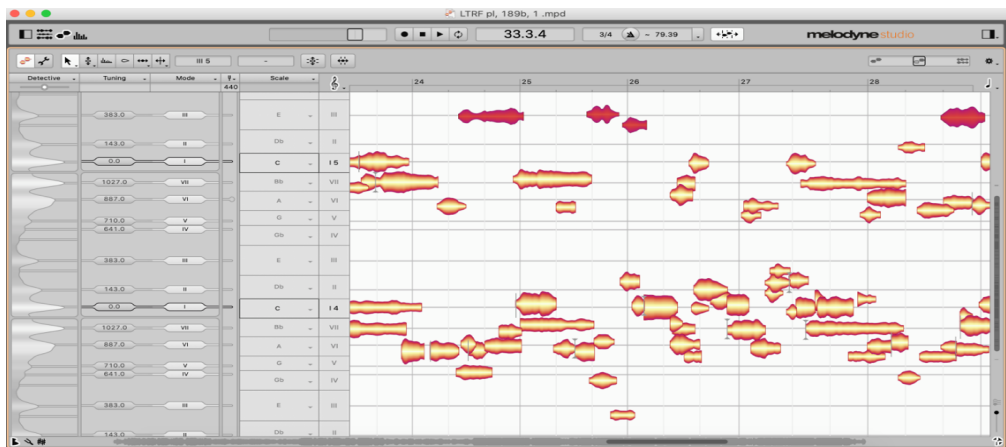 LTRF pl, 189b, 1 .mpd
33.3.4
3/4 ~ 79.39
melodyne studio
III 5 -
Detective Tuning Mode Scale
440
24 25 26 27 28
383.0 III E III
143.0 II Db II
0.0 I C I 5
1027.0 VII Bb VII
887.0 VI A VI
710.0 V G V
641.0 IV Gb IV
383.0 III E III
143.0 II Db II
0.0 I C I 4
1027.0 VII Bb VII
887.0 VI A VI
710.0 V G V
641.0 IV Gb IV
383.0 III E III
143.0 II Db II